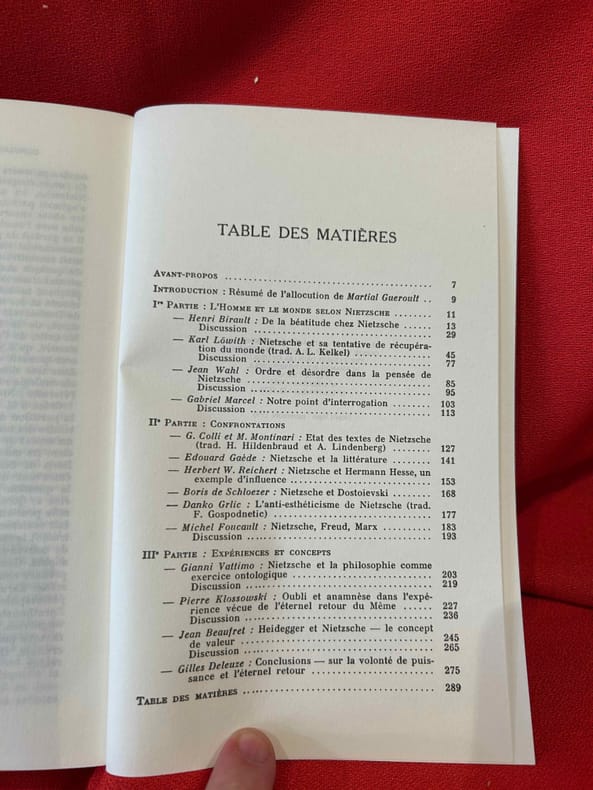 TABLE DES MATIÈRES
AVANT-PROPOS .......... 7
INTRODUCTION : Résumé de l'allocution de Martial Gueroult .. 9
Ire PARTIE : L'HOMME ET LE MONDE SELON NIETZSCHE ........ 11
— Henri Birault : De la béatitude chez Nietzsche ........ 13
Discussion .......... 29
— Karl Löwith : Nietzsche et sa tentative de récupéra-
tion du monde (trad. A. L. Kelkel) .......... 45
Discussion .......... 77
— Jean Wahl : Ordre et désordre dans la pensée de
Nietzsche .......... 85
Discussion .......... 95
— Gabriel Marcel : Notre point d'interrogation ........ 103
Discussion .......... 113
IIe PARTIE : CONFRONTATIONS
— G. Colli et M. Montinari : Etat des textes de Nietzsche
(trad. H. Hildenbraud et A. Lindenberg) ........ 127
— Edouard Gaède : Nietzsche et la littérature ........ 141
— Herbert W. Reichert : Nietzsche et Hermann Hesse, un
exemple d'influence .......... 153
— Boris de Schloezer : Nietzsche et Dostoievski ........ 168
— Danko Grlic : L'anti-esthéticisme de Nietzsche (trad.
F. Gospodnetic) .......... 177
— Michel Foucault : Nietzsche, Freud, Marx ........ 183
Discussion .......... 193
IIIe PARTIE : EXPÉRIENCES ET CONCEPTS
— Gianni Vattimo : Nietzsche et la philosophie comme
exercice ontologique .......... 203
Discussion .......... 219
— Pierre Klossowski : Oubli et anamnèse dans l'expé-
rience vécue de l'éternel retour du Même ........ 227
Discussion .......... 236
— Jean Beaufret : Heidegger et Nietzsche — le concept
de valeur .......... 245
Discussion .......... 265
— Gilles Deleuze : Conclusions — sur la volonté de puis-
sance et l'éternel retour .......... 275
TABLE DES MATIÈRES .......... 289